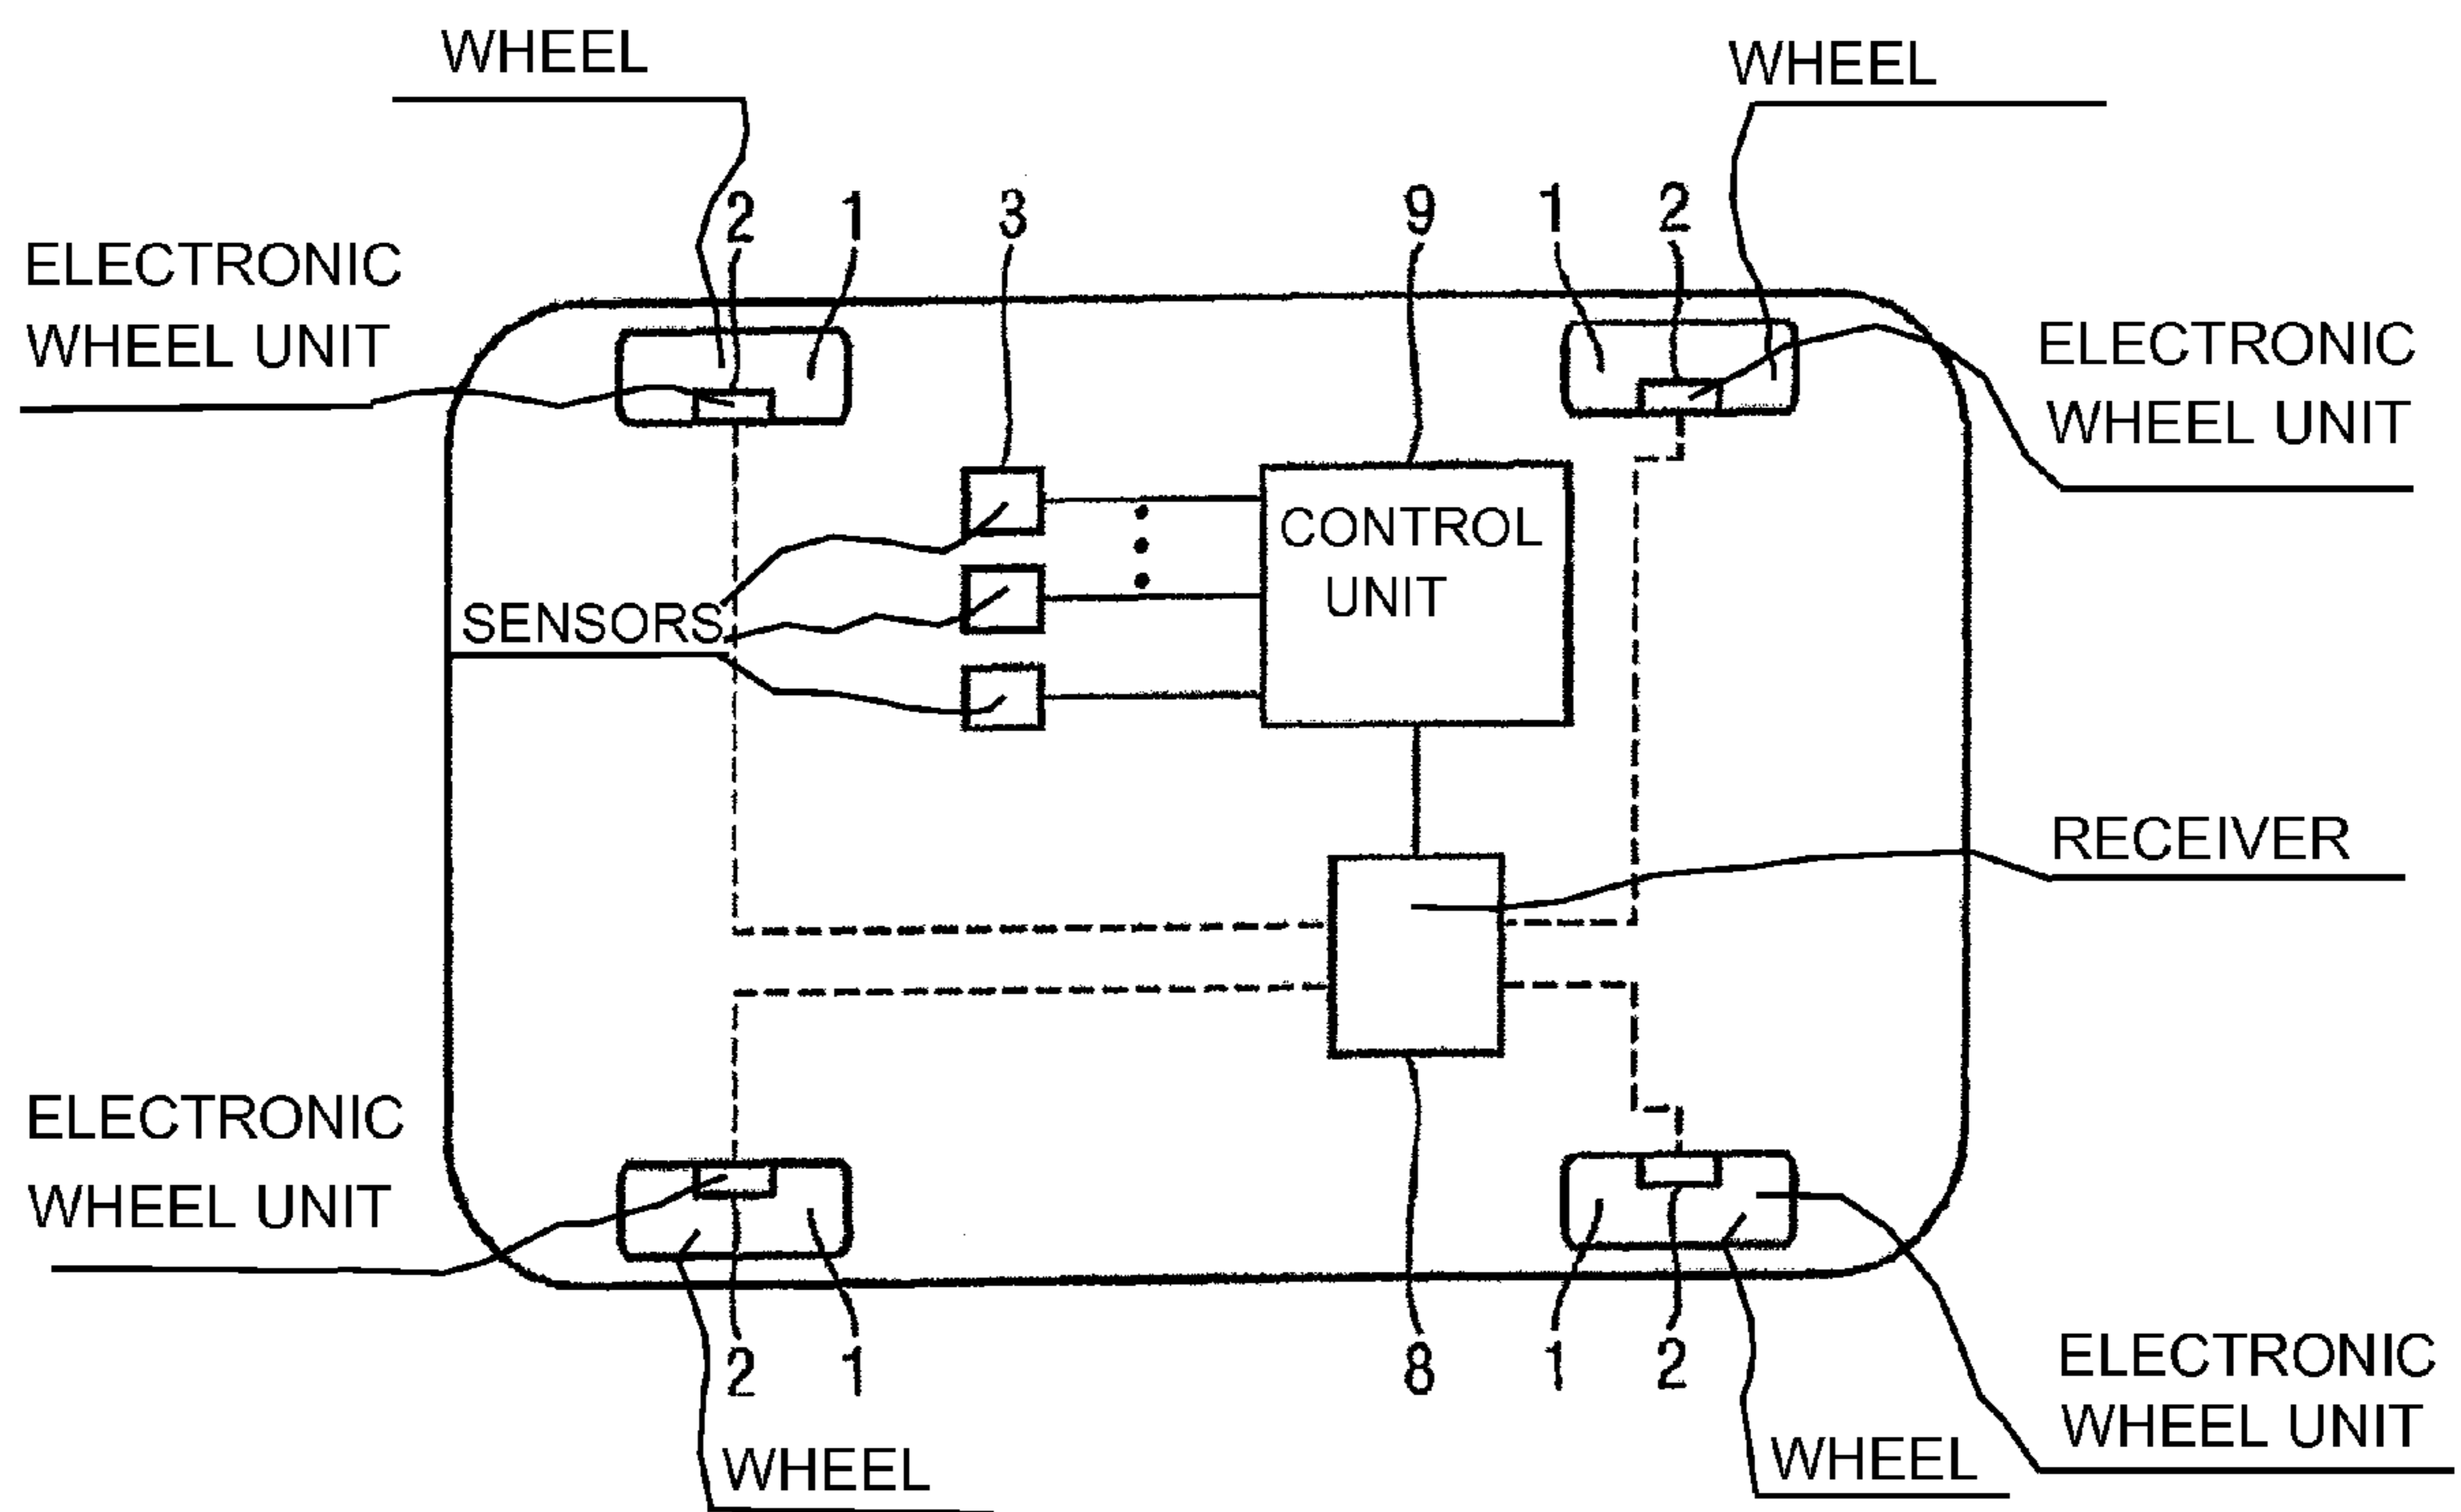 WHEEL
WHEEL
2 1 3 9 1 2
ELECTRONIC
WHEEL UNIT
ELECTRONIC
WHEEL UNIT
CONTROL
UNIT
SENSORS
RECEIVER
ELECTRONIC
WHEEL UNIT
2 1 8 1 2
ELECTRONIC
WHEEL UNIT
WHEEL
WHEEL